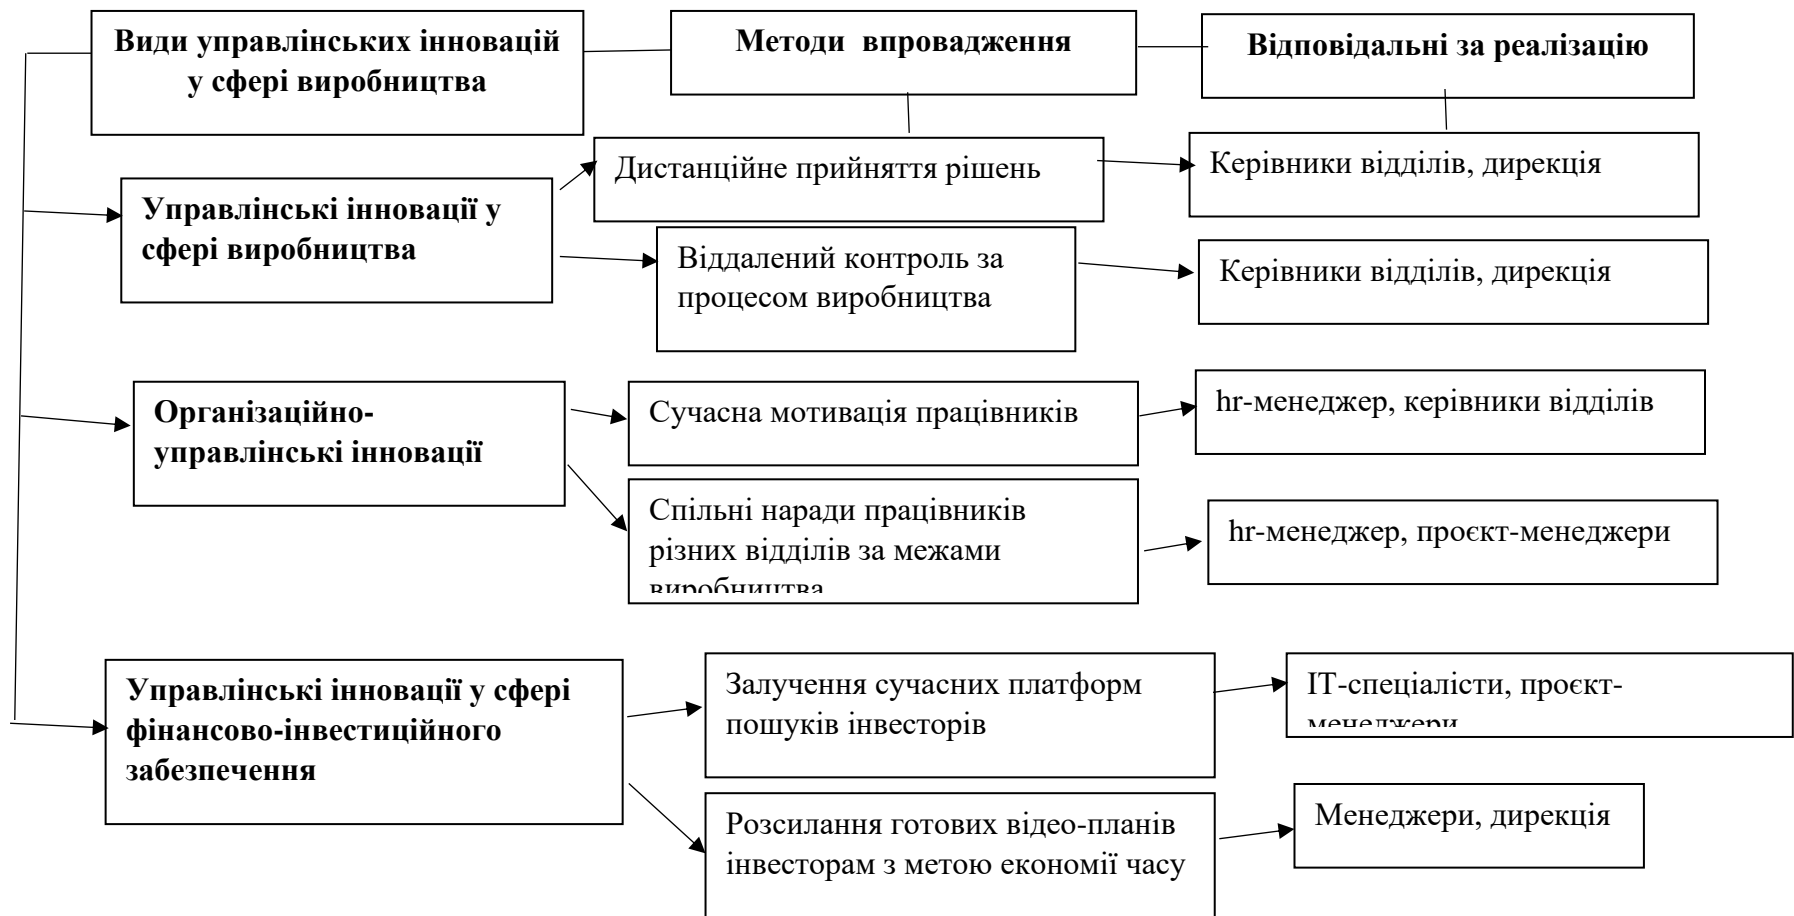 Види управлінських інновацій
у сфері виробництва
Методи впровадження
Відповідальні за реалізацію
Управлінські інновації у
сфері виробництва
Дистанційне прийняття рішень
Керівники відділів, дирекція
Віддалений контроль за
процесом виробництва
Керівники відділів, дирекція
Організаційно-
управлінські інновації
Сучасна мотивація працівників
hr-менеджер, керівники відділів
Спільні наради працівників
різних відділів за межами
виробництва
hr-менеджер, проєкт-менеджери
Управлінські інновації у сфері
фінансово-інвестиційного
забезпечення
Залучення сучасних платформ
пошуків інвесторів
ІТ-спеціалісти, проєкт-
менеджери
Розсилання готових відео-планів
інвесторам з метою економії часу
Менеджери, дирекція